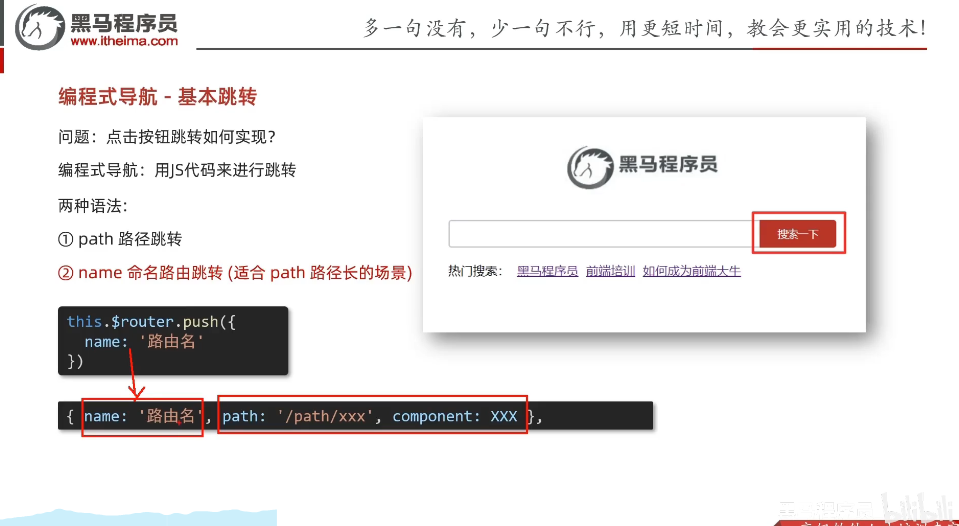 黑马程序员
www.itheima.com
多一句没有，少一句不行，用更短时间，教会更实用的技术！
编程式导航 - 基本跳转
问题：点击按钮跳转如何实现？
编程式导航：用JS代码来进行跳转
两种语法：
① path 路径跳转
② name 命名路由跳转 (适合 path 路径长的场景)
this.$router.push({
name: '路由名'
})
{ name: '路由名', path: '/path/xxx', component: XXX },
黑马程序员
搜索一下
热门搜索： 黑马程序员 前端培训 如何成为前端大牛
bilibili